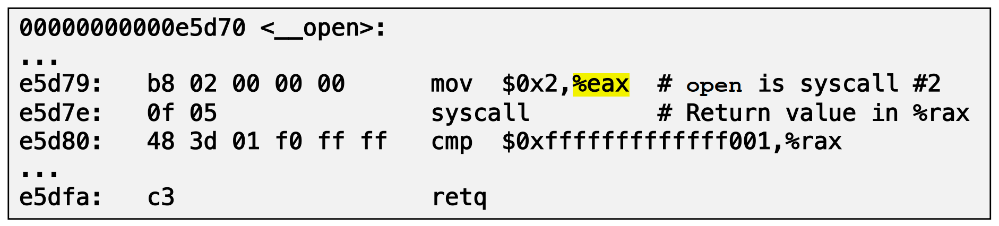 00000000000e5d70 <__open>:
...
e5d79:   b8 02 00 00 00      mov  $0x2,%eax  # open is syscall #2
e5d7e:   0f 05               syscall         # Return value in %rax
e5d80:   48 3d 01 f0 ff ff   cmp  $0xfffffffffffff001,%rax
...
e5dfa:   c3                  retq